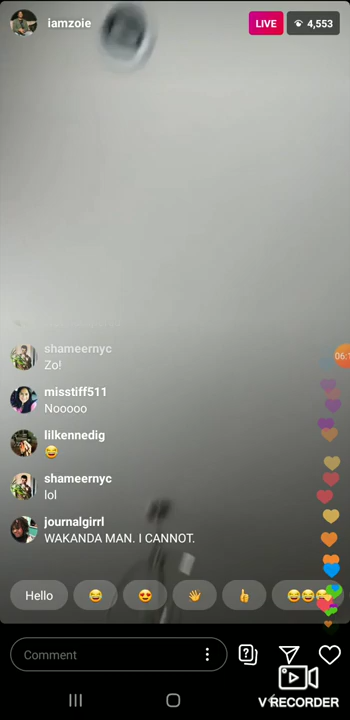 iamzoie
LIVE 4,553
shameernyc
Zo!
misstiff511
Nooooo
lilkennedig
😂
shameernyc
lol
journalgirrl
WAKANDA MAN. I CANNOT.
Hello 😂 😍 👋 👍 😂😂😂
Comment
V RECORDER